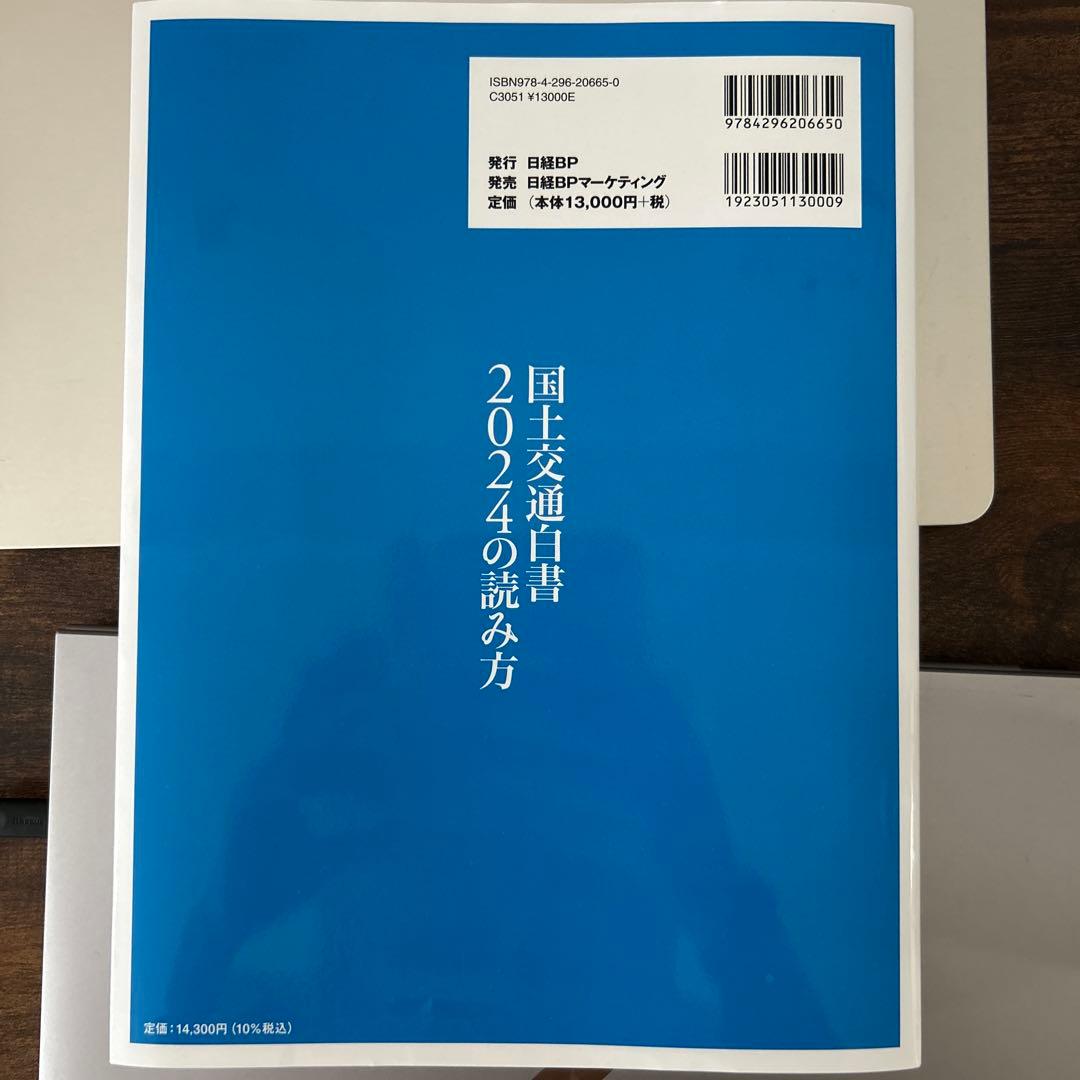 ISBN978-4-296-20665-0
C3051 ¥13000E
9784296206650
発行 日経BP
発売 日経BPマーケティング
定価 （本体13,000円+税）
1923051130009
国土交通白書
2024の読み方
定価：14,300円（10%税込）